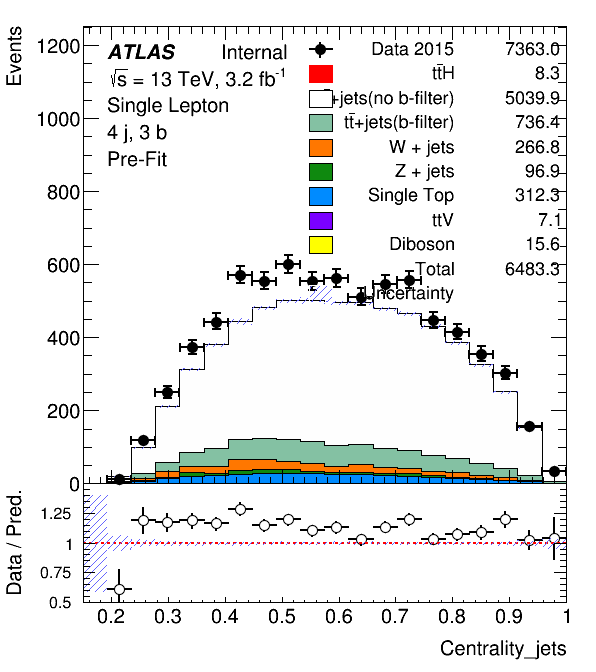 Events
1200
1000
800
600
400
200
0
ATLAS Internal
√s = 13 TeV, 3.2 fb-1
Single Lepton
4 j, 3 b
Pre-Fit
Data 2015 7363.0
tt̄H 8.3
+jets(no b-filter) 5039.9
tt̄+jets(b-filter) 736.4
W + jets 266.8
Z + jets 96.9
Single Top 312.3
ttV 7.1
Diboson 15.6
Total 6483.3
Uncertainty
Data / Pred.
1.25
1
0.75
0.5
0.2 0.3 0.4 0.5 0.6 0.7 0.8 0.9 1
Centrality_jets